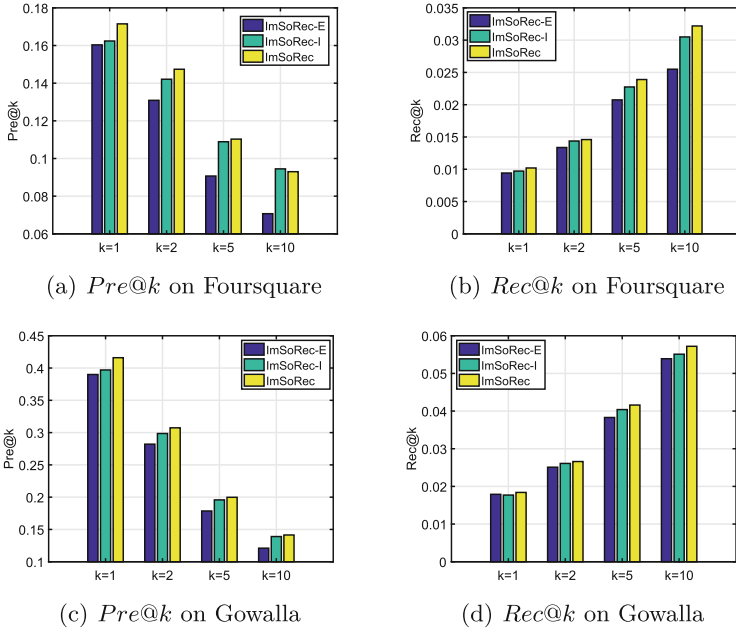 0.18
0.16
0.14
0.12
0.1
0.08
0.06
Pre@k
ImSoRec-E
ImSoRec-I
ImSoRec
k=1 k=2 k=5 k=10
(a) Pre@k on Foursquare
0.035
0.03
0.025
0.02
0.015
0.01
0.005
0
Rec@k
ImSoRec-E
ImSoRec-I
ImSoRec
k=1 k=2 k=5 k=10
(b) Rec@k on Foursquare
0.45
0.4
0.35
0.3
0.25
0.2
0.15
0.1
Pre@k
ImSoRec-E
ImSoRec-I
ImSoRec
k=1 k=2 k=5 k=10
(c) Pre@k on Gowalla
0.06
0.05
0.04
0.03
0.02
0.01
0
Rec@k
ImSoRec-E
ImSoRec-I
ImSoRec
k=1 k=2 k=5 k=10
(d) Rec@k on Gowalla